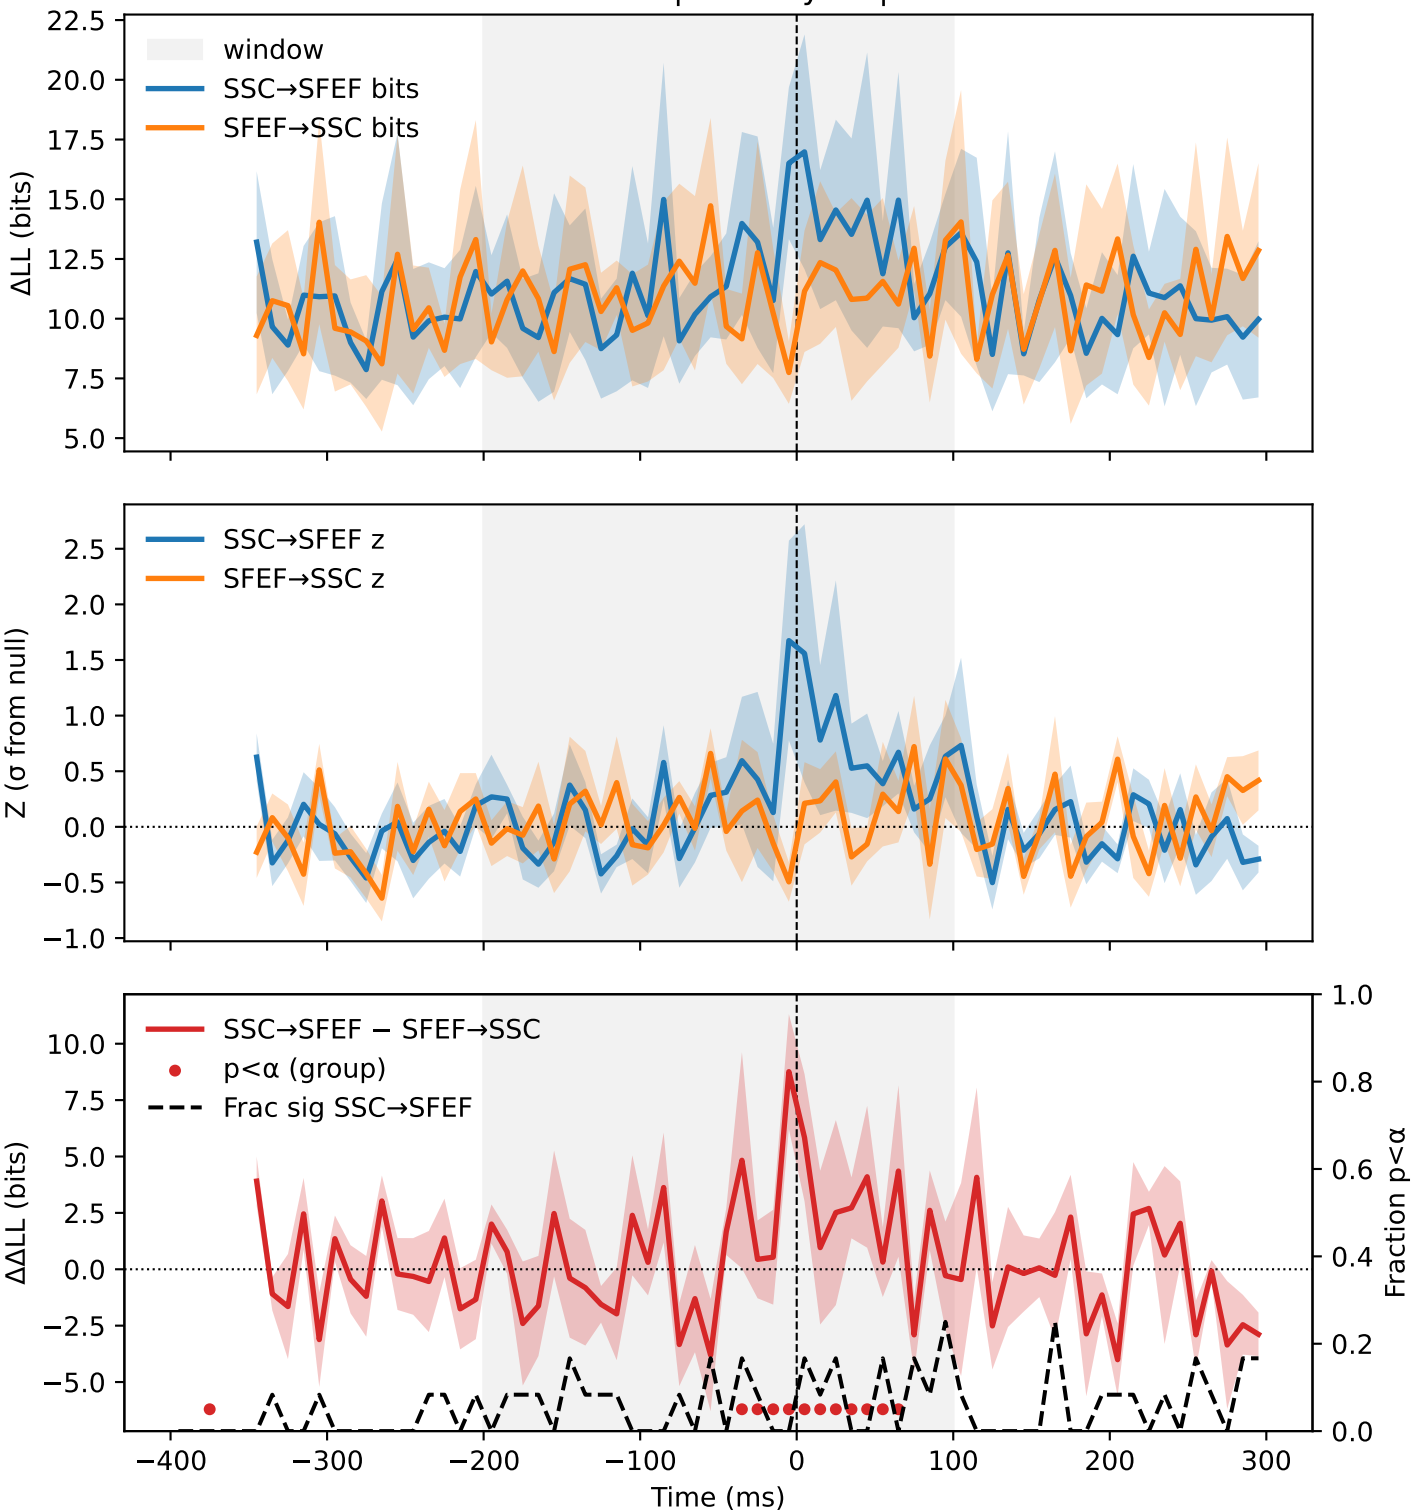 22.5
20.0
17.5
15.0
12.5
10.0
7.5
5.0
ΔLL (bits)
window
SSC→SFEF bits
SFEF→SSC bits
2.5
2.0
1.5
1.0
0.5
0.0
−0.5
−1.0
Z (σ from null)
SSC→SFEF z
SFEF→SSC z
10.0
7.5
5.0
2.5
0.0
−2.5
−5.0
ΔΔLL (bits)
SSC→SFEF − SFEF→SSC
p<α (group)
Frac sig SSC→SFEF
1.0
0.8
0.6
0.4
0.2
0.0
Fraction p<α
−400 −300 −200 −100 0 100 200 300
Time (ms)